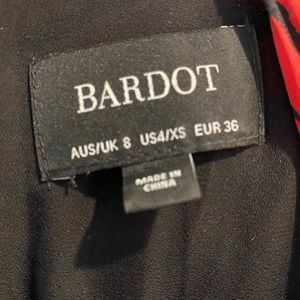 BARDOT
AUS/UK 8 US4/XS EUR 36
MADE IN
CHINA